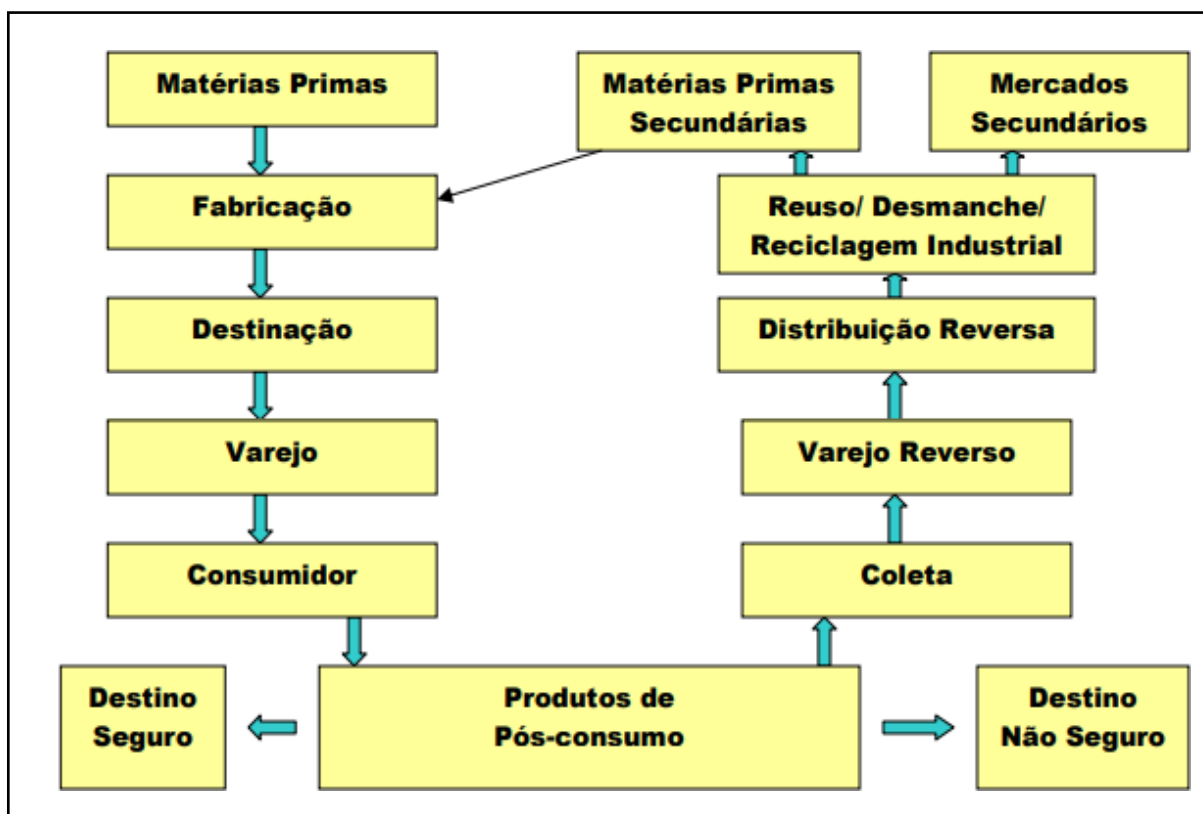 Matérias Primas
Matérias Primas
Secundárias
Mercados
Secundários
Fabricação
Reuso/ Desmanche/
Reciclagem Industrial
Destinação
Distribuição Reversa
Varejo
Varejo Reverso
Consumidor
Coleta
Destino
Seguro
Produtos de
Pós-consumo
Destino
Não Seguro